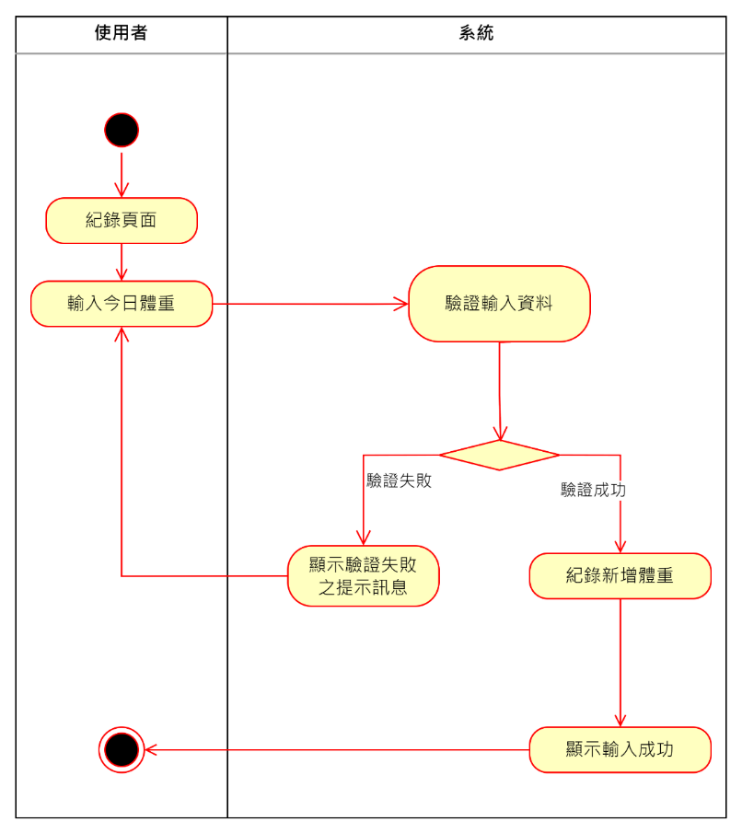 使用者
系統
紀錄頁面
輸入今日體重
驗證輸入資料
驗證失敗
驗證成功
顯示驗證失敗
之提示訊息
紀錄新增體重
顯示輸入成功